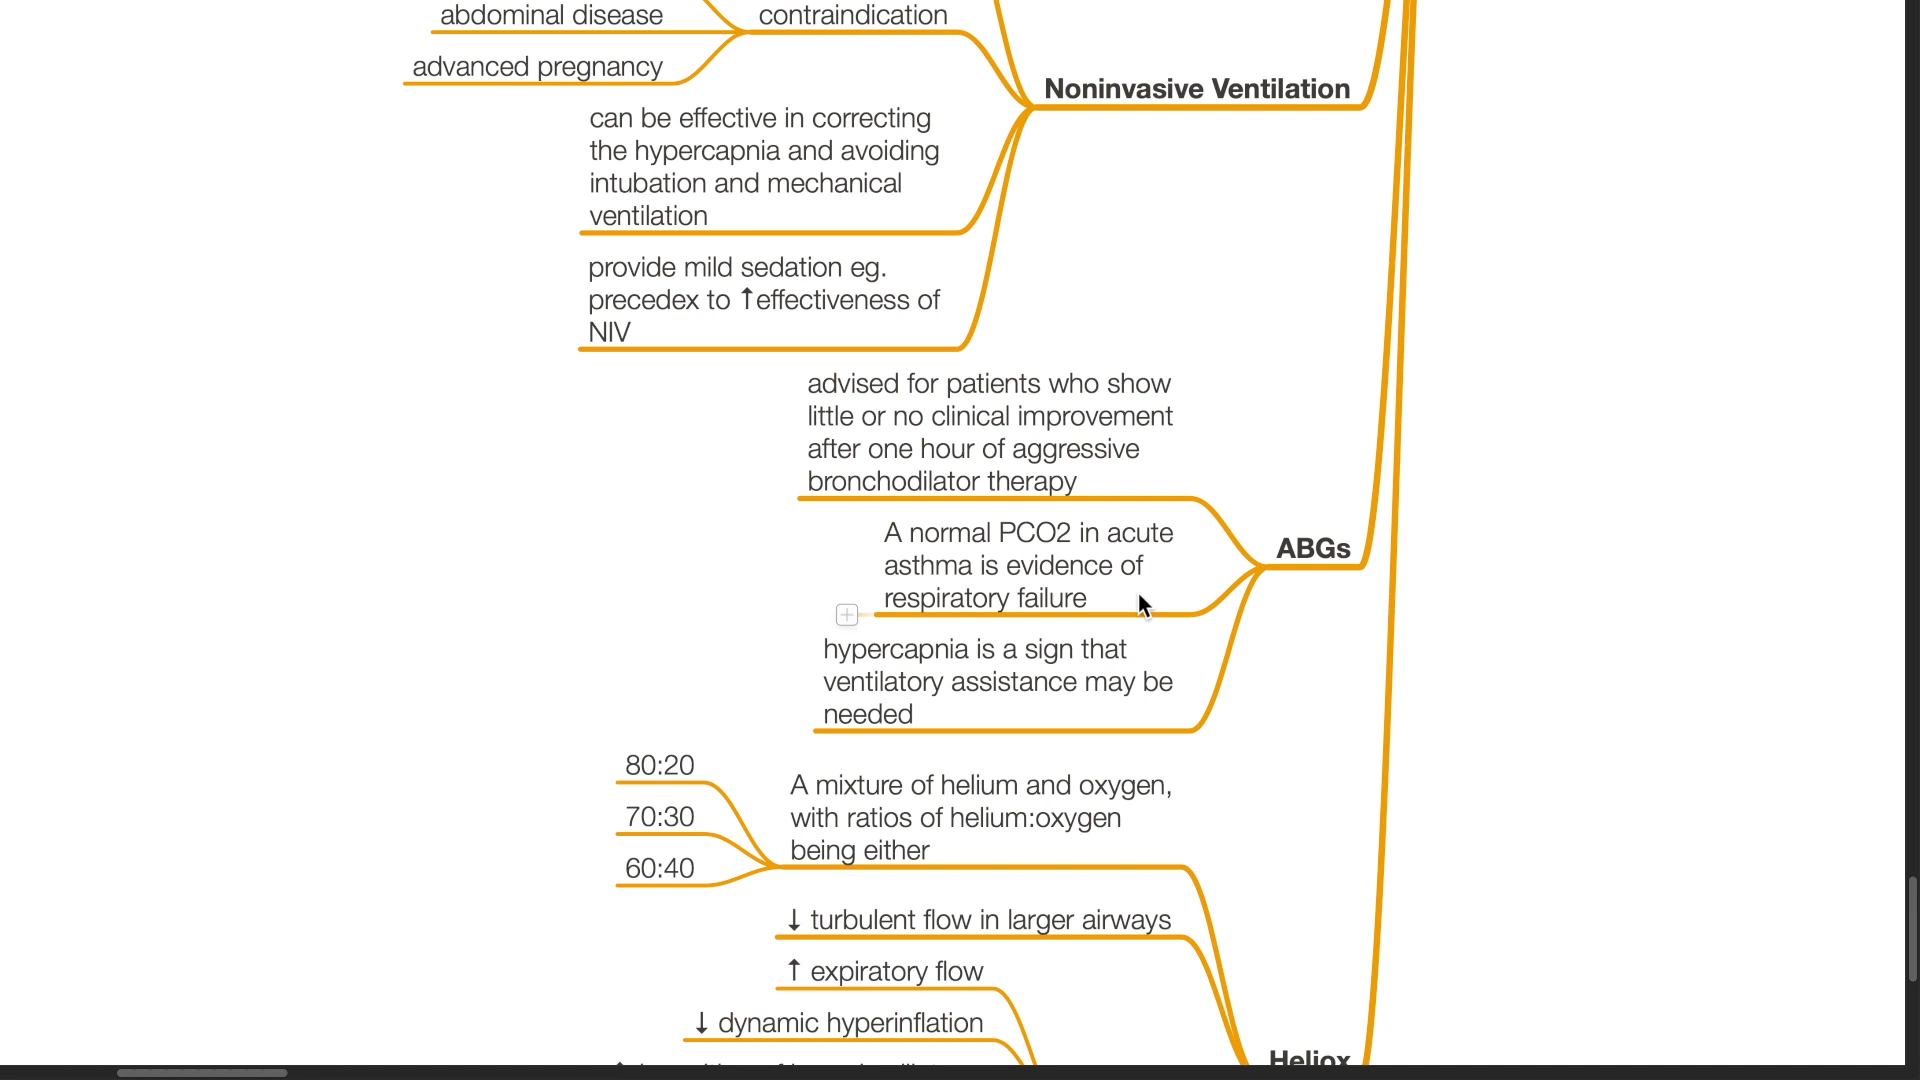 abdominal disease
contraindication
advanced pregnancy
Noninvasive Ventilation
can be effective in correcting
the hypercapnia and avoiding
intubation and mechanical
ventilation
provide mild sedation eg.
precedex to ↑effectiveness of
NIV
advised for patients who show
little or no clinical improvement
after one hour of aggressive
bronchodilator therapy
A normal PCO2 in acute
asthma is evidence of
respiratory failure
ABGs
hypercapnia is a sign that
ventilatory assistance may be
needed
80:20
70:30
60:40
A mixture of helium and oxygen,
with ratios of helium:oxygen
being either
↓ turbulent flow in larger airways
↑ expiratory flow
↓ dynamic hyperinflation
Heliox